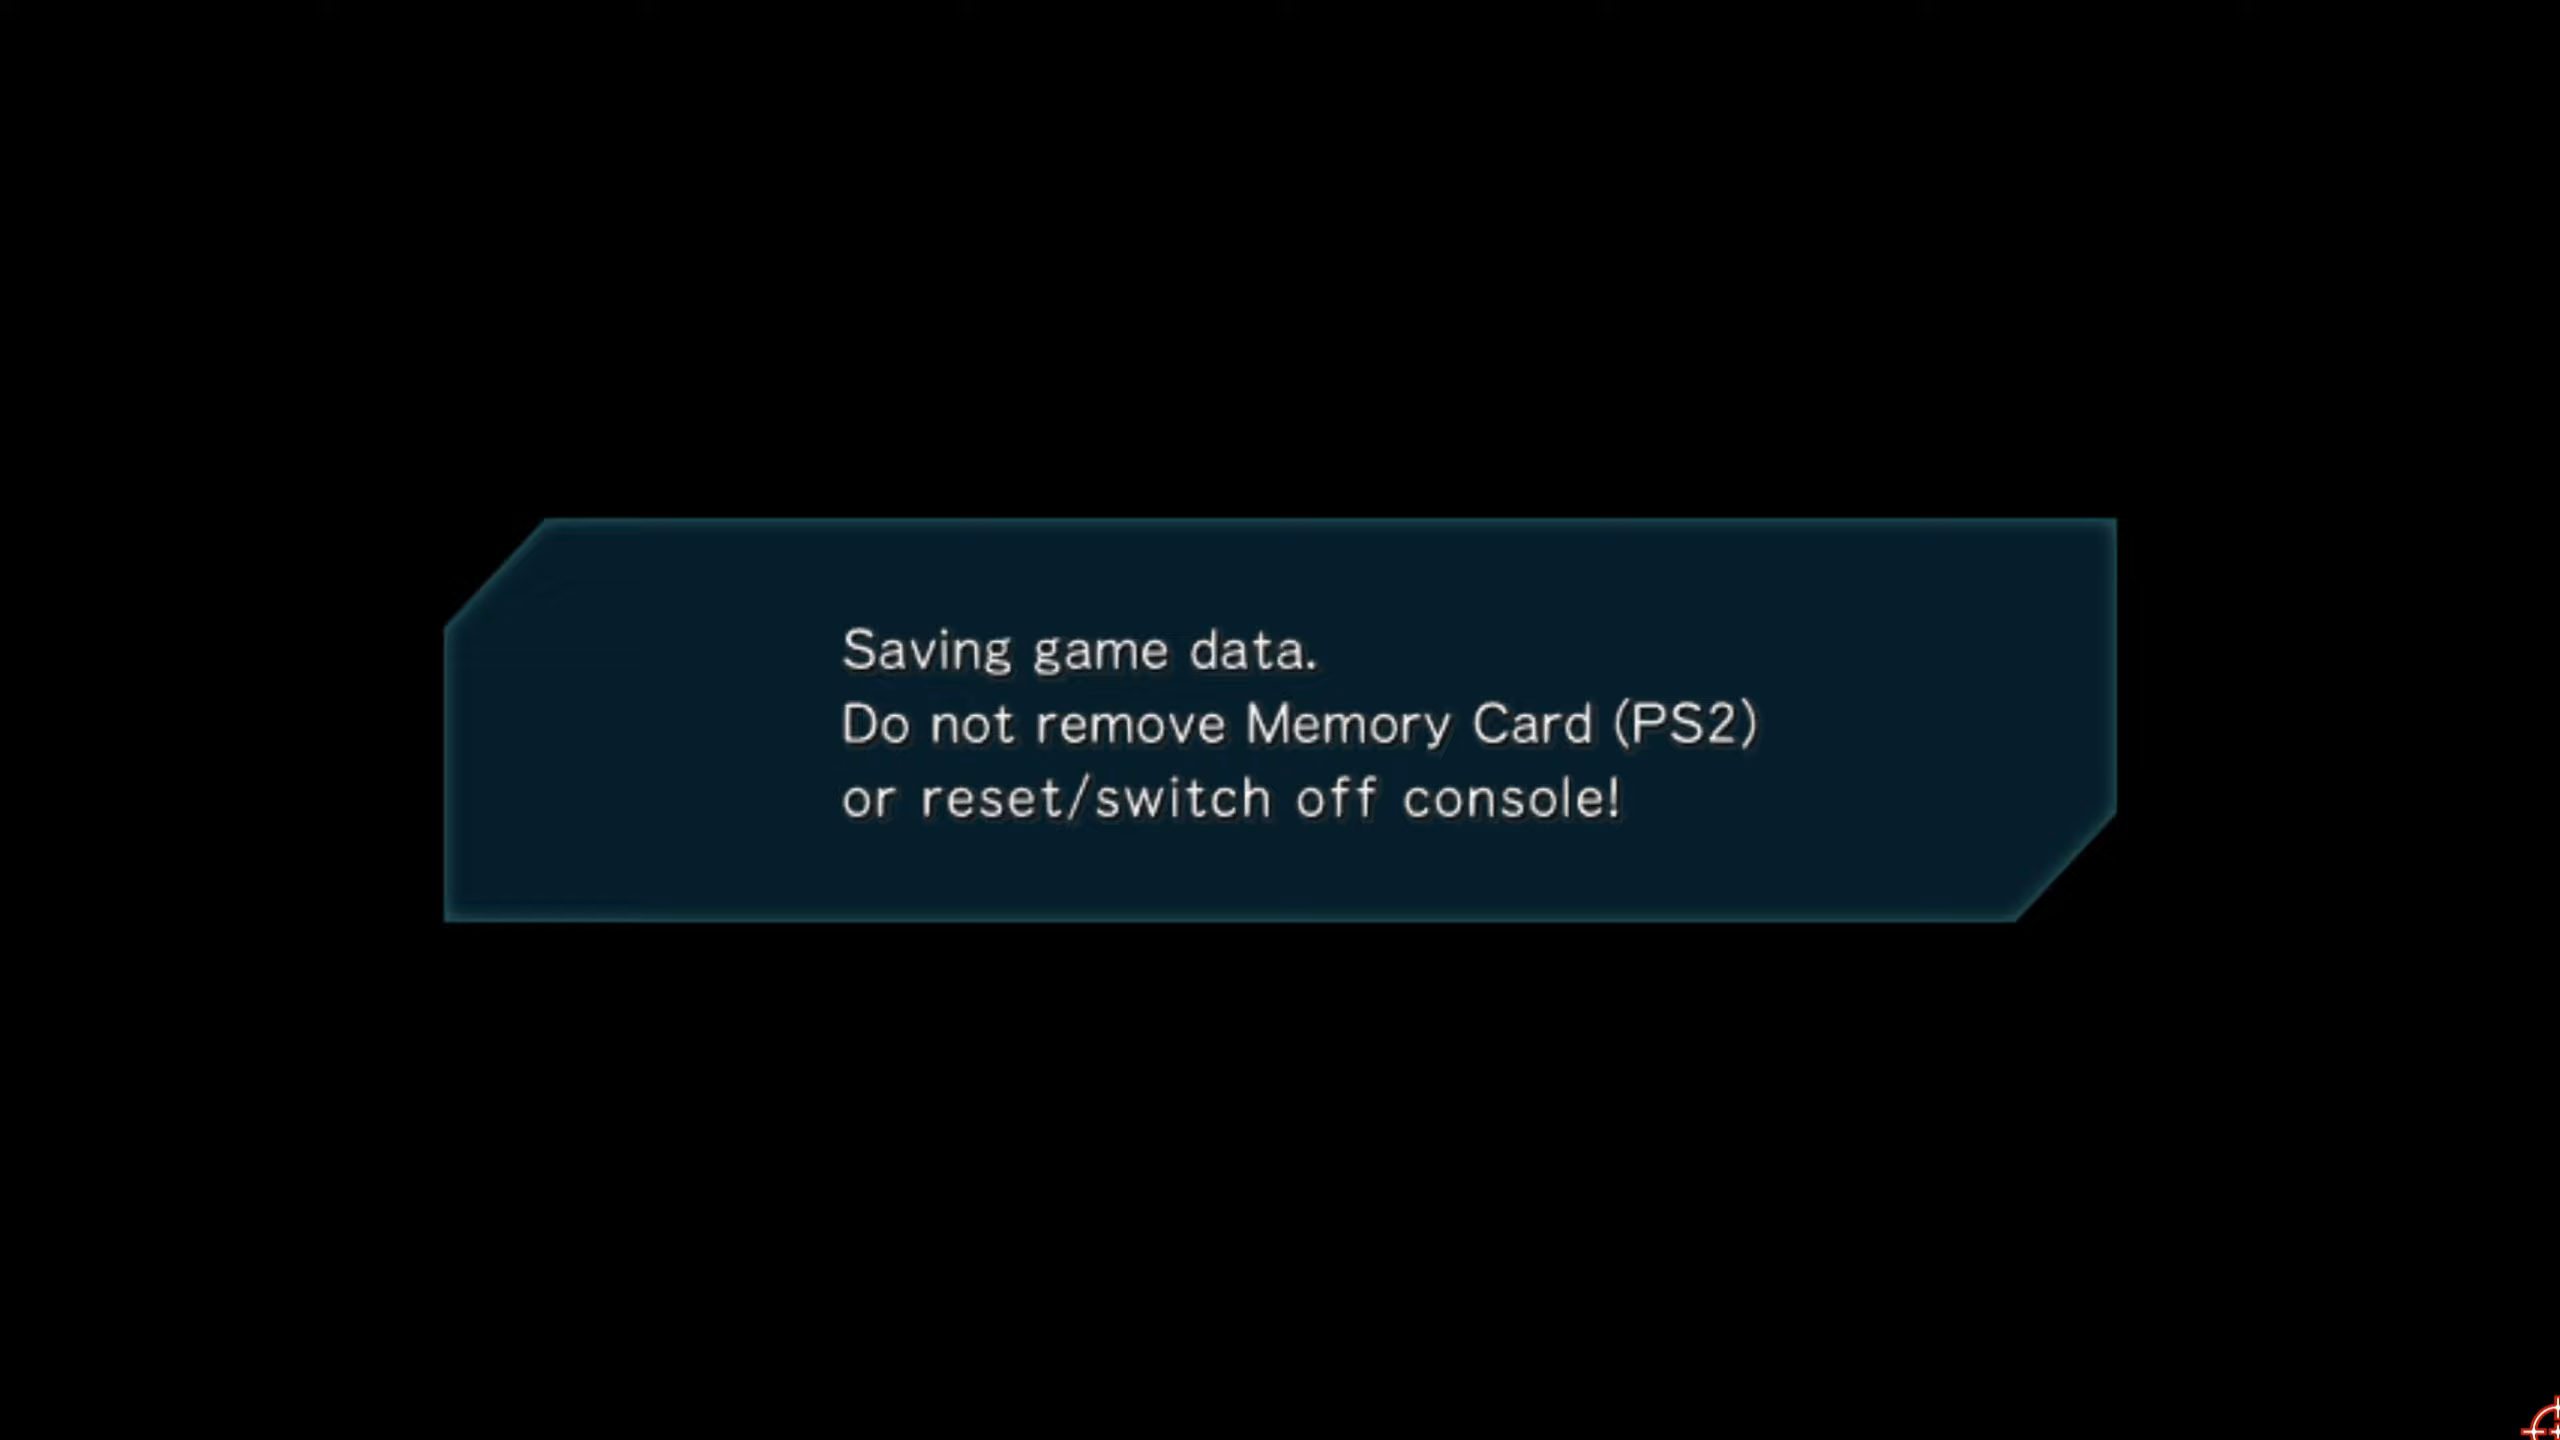 Saving game data.
Do not remove Memory Card (PS2)
or reset/switch off console!